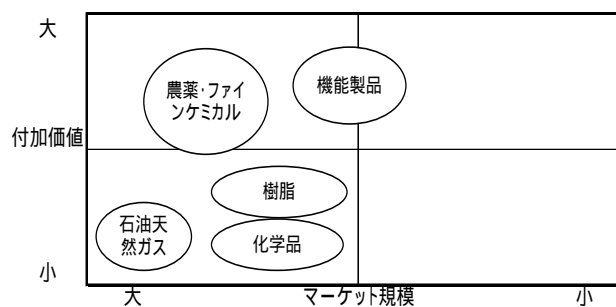 大
農薬・ファイ
ンケミカル
機能製品
付加価値
樹脂
石油天
然ガス
化学品
小
大
マーケット規模
小